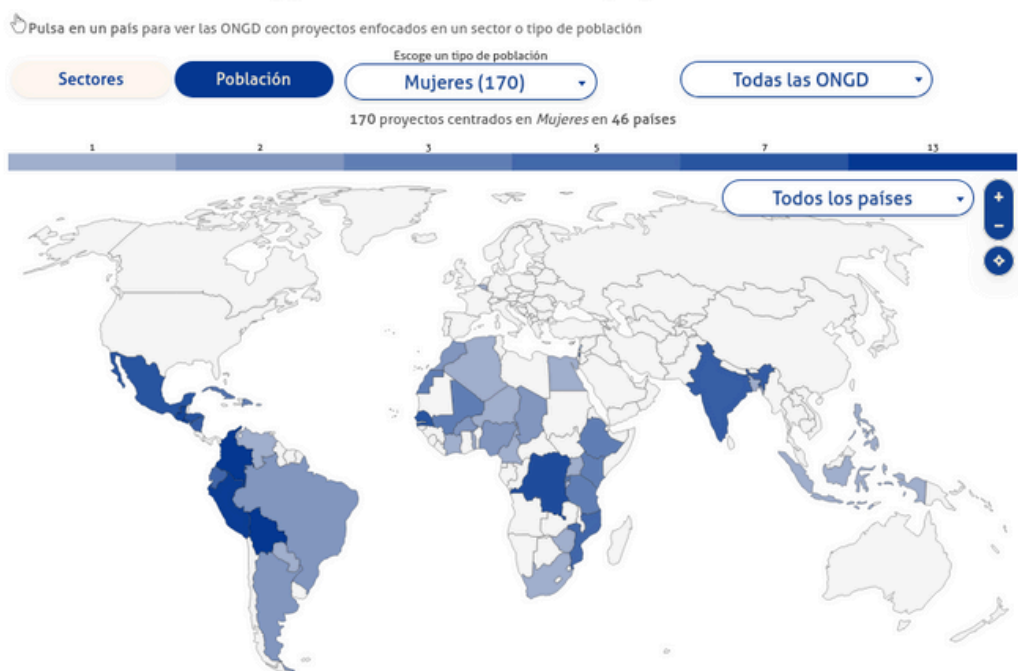 Pulsa en un país para ver las ONGD con proyectos enfocados en un sector o tipo de población
Escoge un tipo de población
Sectores
Población
Mujeres (170)
Todas las ONGD
170 proyectos centrados en Mujeres en 46 países
1 2 3 5 7 13
Todos los países
+
−